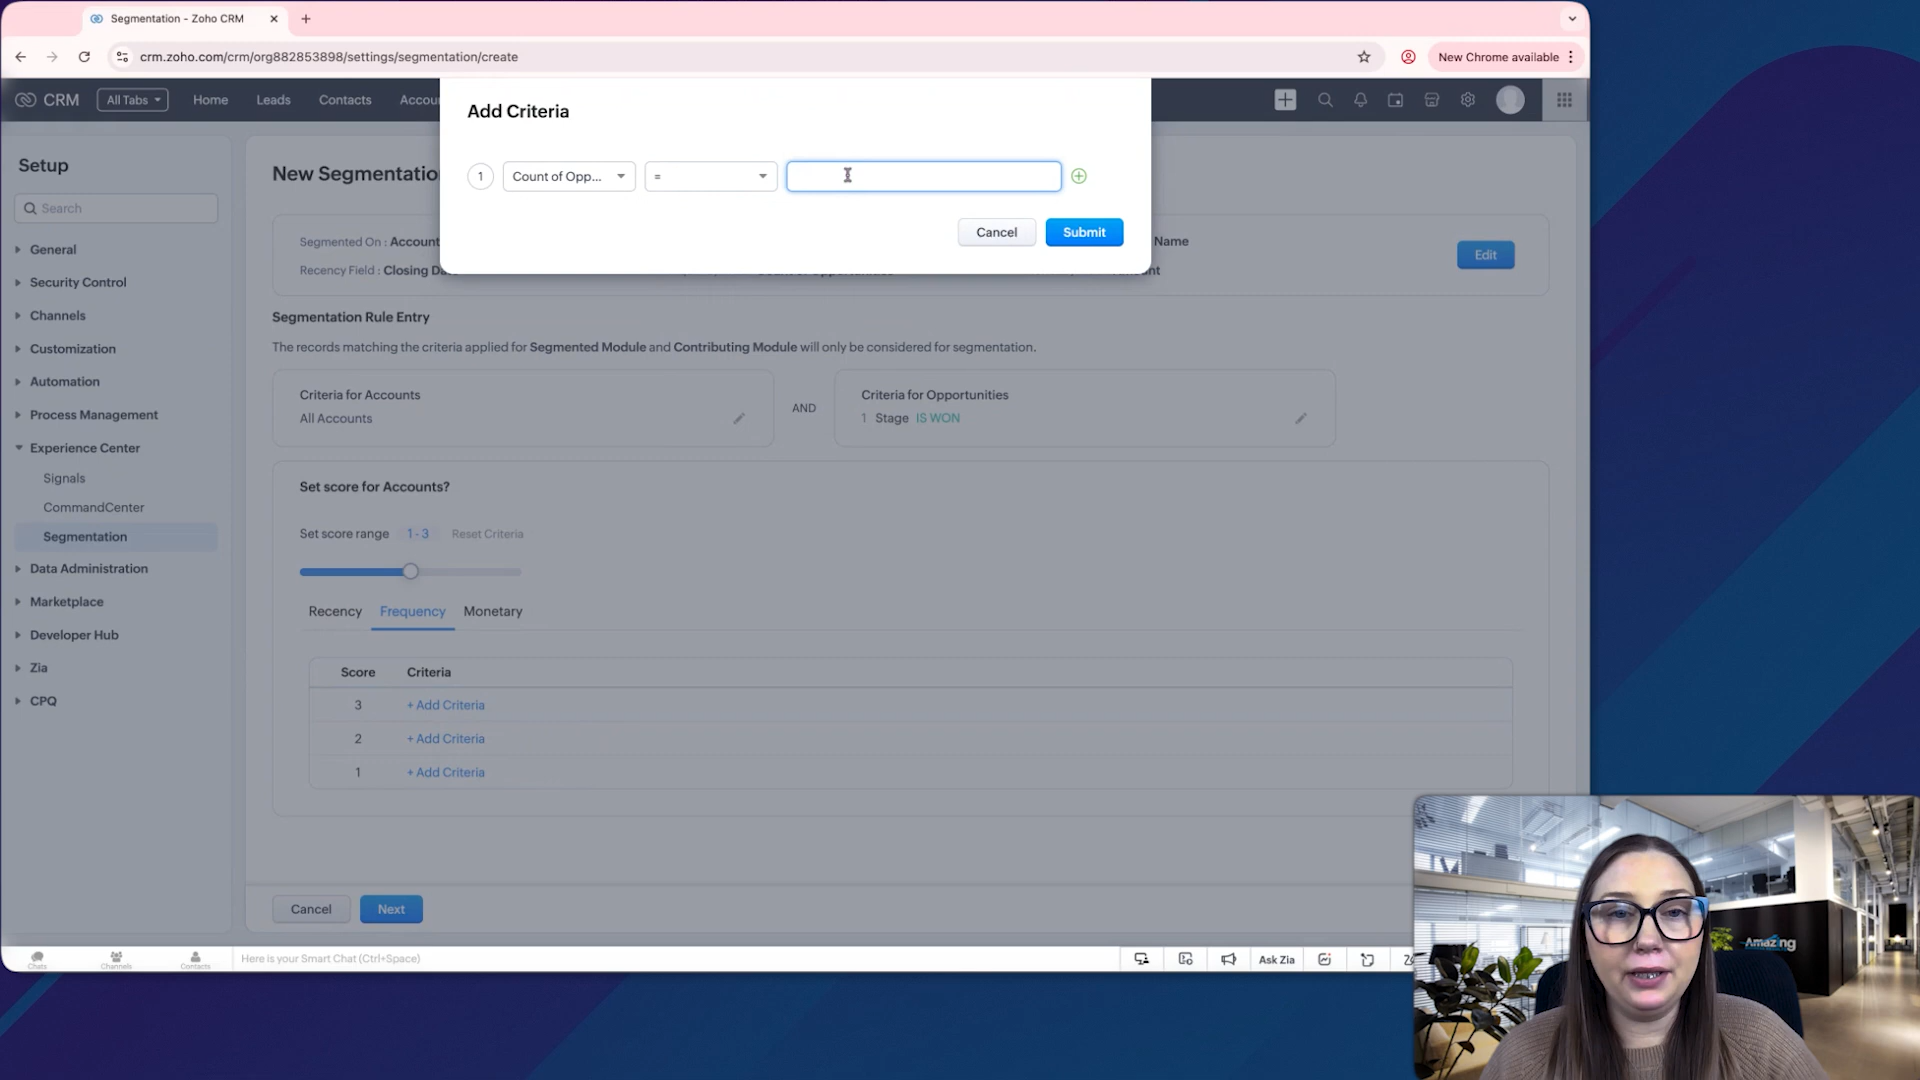 Segmentation - Zoho CRM
crm.zoho.com/crm/org882853898/settings/segmentation/create
New Chrome available
CRM
All Tabs
Home
Leads
Contacts
Accou
Add Criteria
1
Count of Opp...
=
Cancel
Submit
Setup
Search
General
Security Control
Channels
Customization
Automation
Process Management
Experience Center
Signals
CommandCenter
Segmentation
Data Administration
Marketplace
Developer Hub
Zia
CPQ
New Segmentatio
Segmented On : Account
Name
Recency Field : Closing Da
Edit
Segmentation Rule Entry
The records matching the criteria applied for Segmented Module and Contributing Module will only be considered for segmentation.
Criteria for Accounts
All Accounts
AND
Criteria for Opportunities
1 Stage IS WON
Set score for Accounts?
Set score range 1 - 3 Reset Criteria
Recency Frequency Monetary
Score Criteria
3 + Add Criteria
2 + Add Criteria
1 + Add Criteria
Cancel
Next
Chats
Channels
Contacts
Here is your Smart Chat (Ctrl+Space)
Ask Zia
Amazing